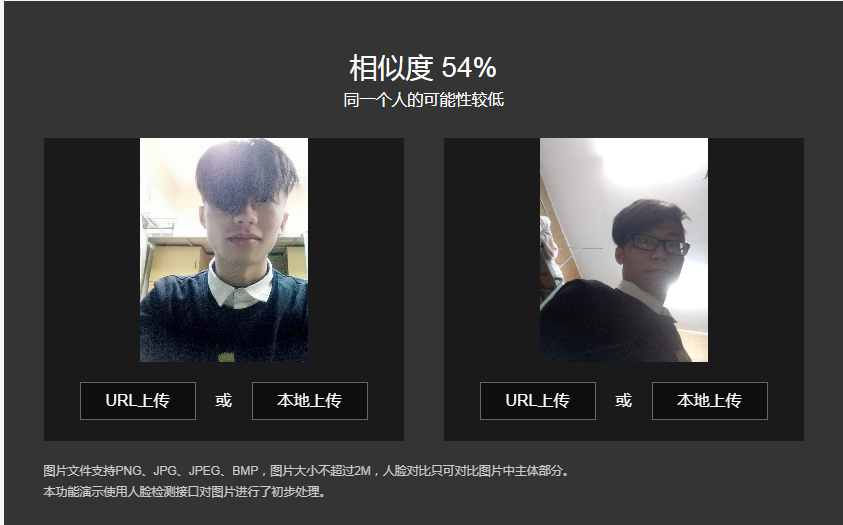 相似度 54%
同一个人的可能性较低
URL上传 或 本地上传 URL上传 或 本地上传
图片文件支持PNG、JPG、JPEG、BMP，图片大小不超过2M，人脸对比只可对比图片中主体部分。
本功能演示使用人脸检测接口对图片进行了初步处理。